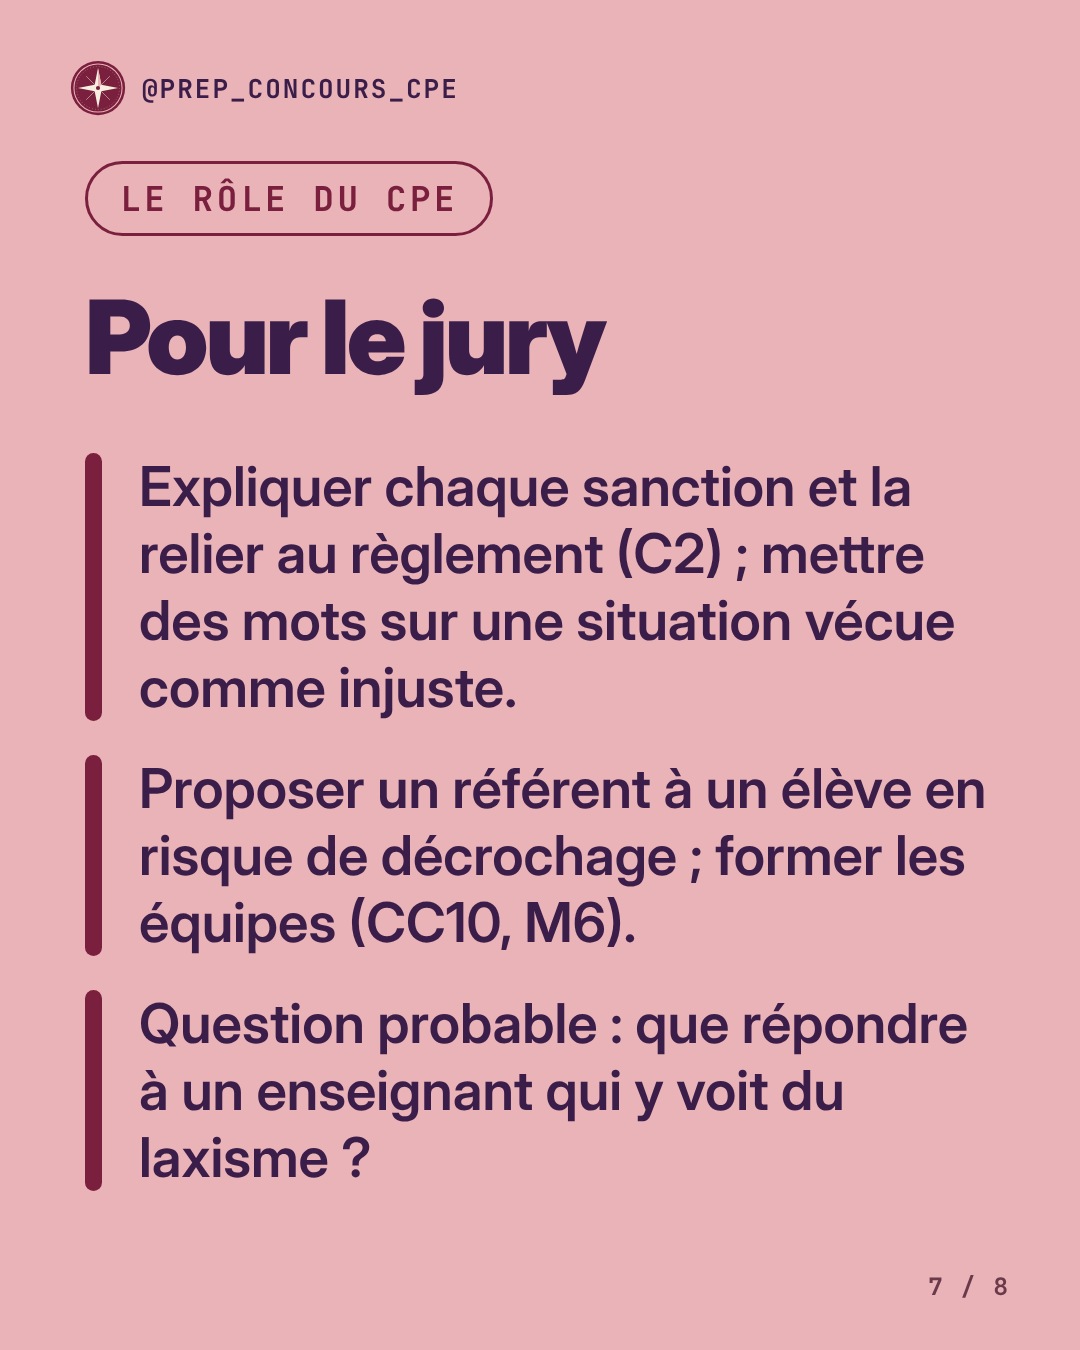 @PREP_CONCOURS_CPE
LE RÔLE DU CPE
Pour le jury
Expliquer chaque sanction et la
relier au règlement (C2) ; mettre
des mots sur une situation vécue
comme injuste.
Proposer un référent à un élève en
risque de décrochage ; former les
équipes (CC10, M6).
Question probable : que répondre
à un enseignant qui y voit du
laxisme ?
7 / 8